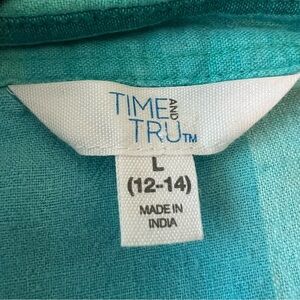 TIME AND
TRU™
L
(12-14)
MADE IN
INDIA